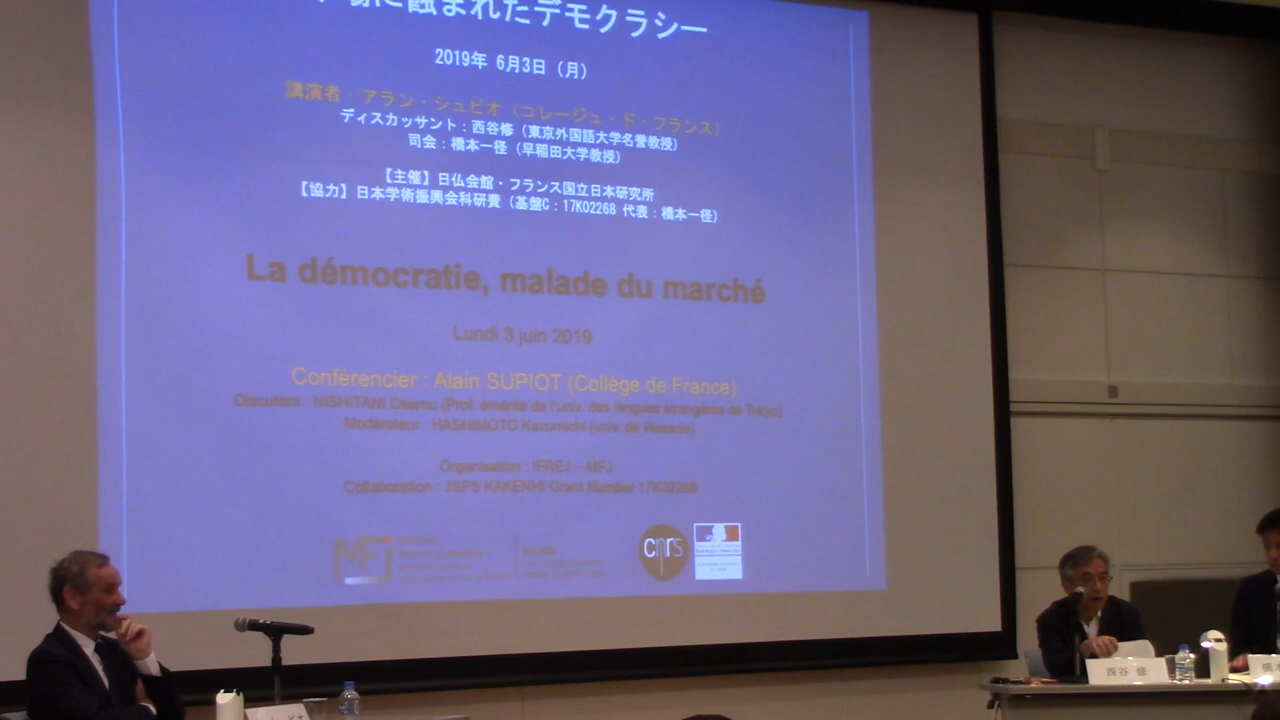 に蝕まれたデモクラシー
2019年 6月3日（月）
講演者：アラン・シュピオ（コレージュ・ド・フランス）
ディスカッサント：西谷修（東京外国語大学名誉教授）
司会：橋本一径（早稲田大学教授）
【主催】日仏会館・フランス国立日本研究所
【協力】日本学術振興会科研費（基盤C：17K02268 代表：橋本一径）
La démocratie, malade du marché
Lundi 3 juin 2019
Conférencier : Alain SUPIOT (Collège de France)
Discutant : NISHITANI Osamu (Prof. émérite de l'univ. des langues étrangères de Tokyo)
Modérateur : HASHIMOTO Kazumichi (univ. de Waseda)
Organisation : IFREJ – MFJ
Collaboration : JSPS KAKENHI Grant Number 17K02268
MFJ
cnrs
西谷 修